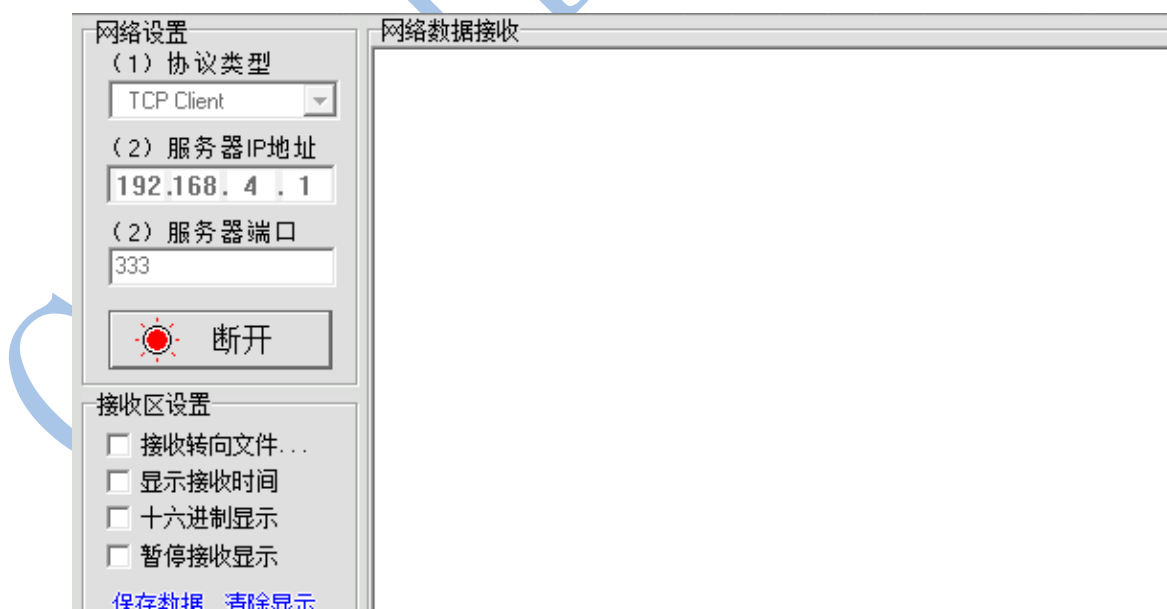 网络设置
（1）协议类型
TCP Client
（2）服务器IP地址
192.168. 4 . 1
（2）服务器端口
333
断开
接收区设置
接收转向文件...
显示接收时间
十六进制显示
暂停接收显示
保存数据 清除显示
网络数据接收